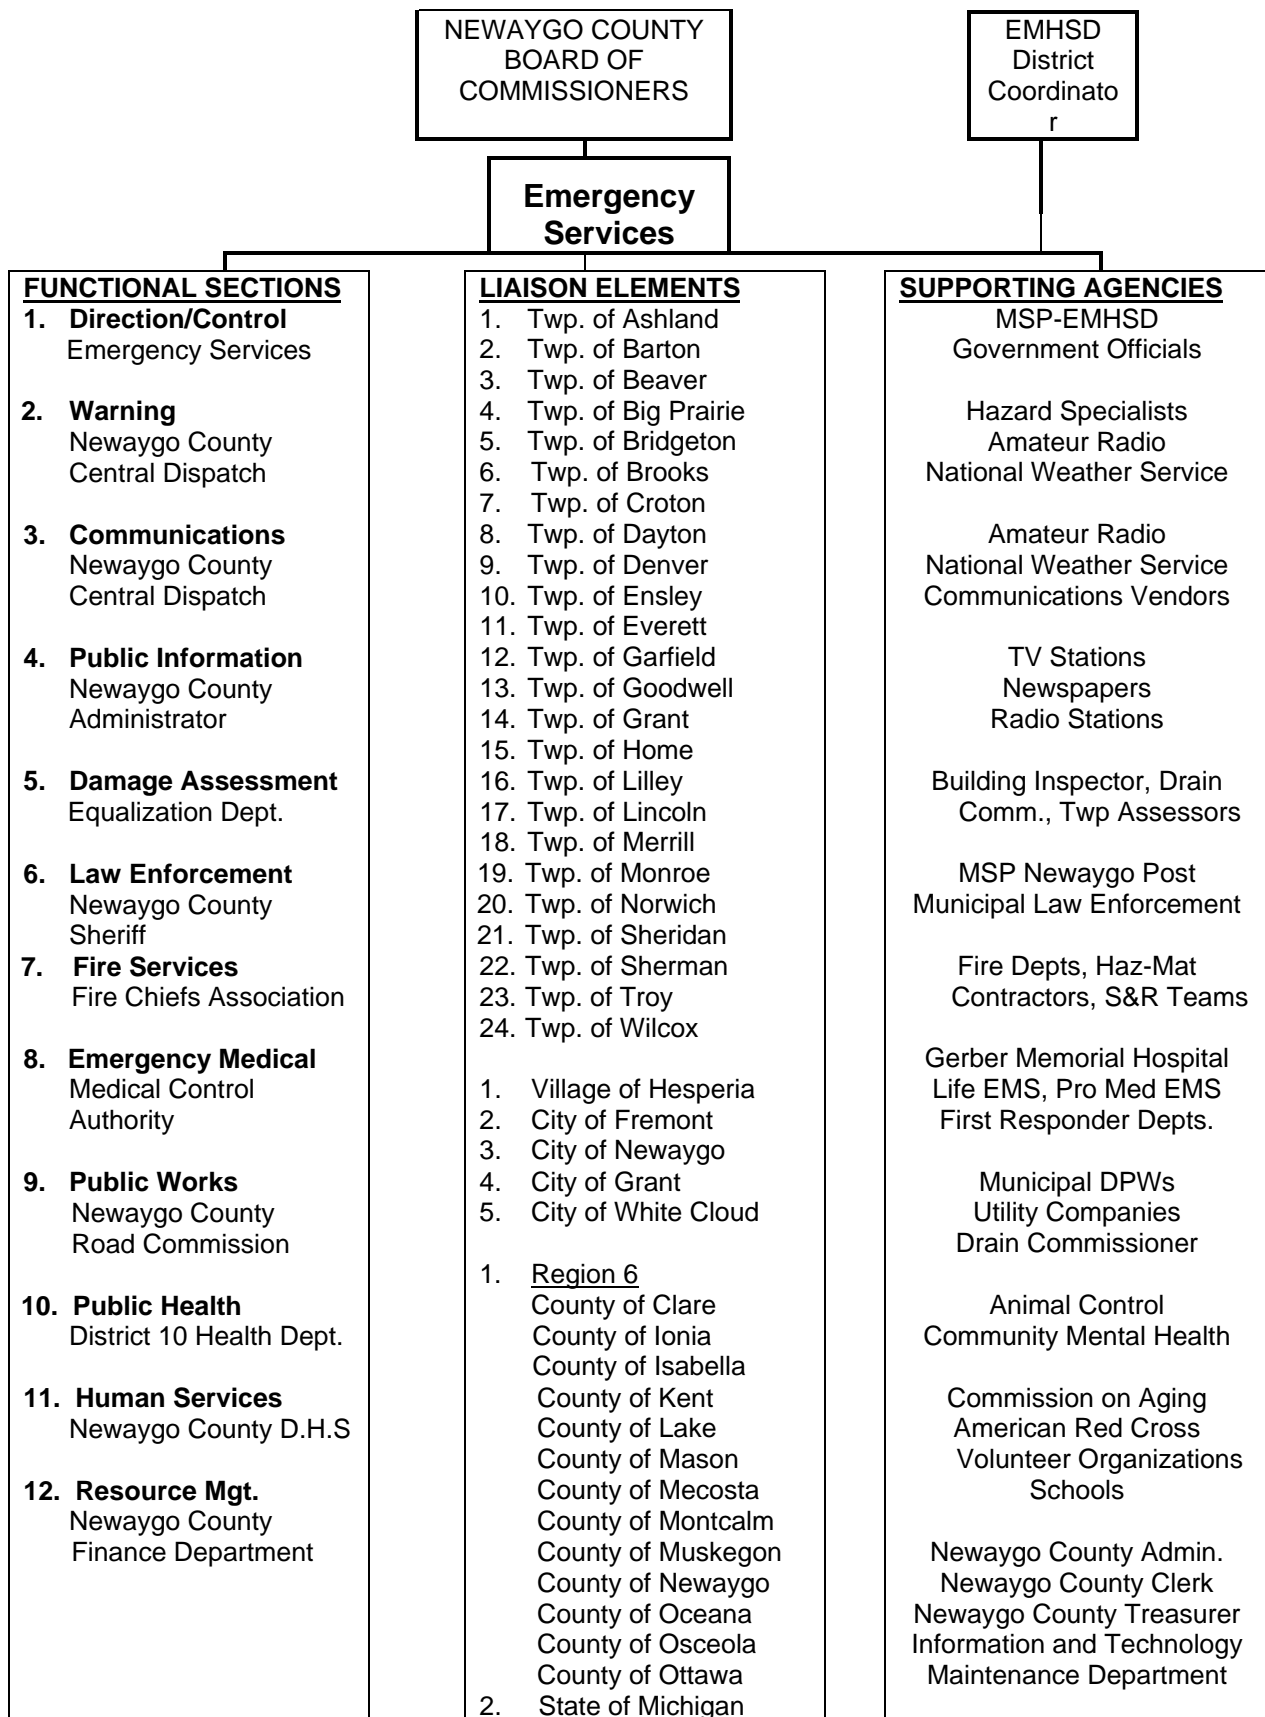 NEWAYGO COUNTY
BOARD OF
COMMISSIONERS
EMHSD
District
Coordinato
r
Emergency
Services
FUNCTIONAL SECTIONS
1. Direction/Control
Emergency Services
2. Warning
Newaygo County
Central Dispatch
3. Communications
Newaygo County
Central Dispatch
4. Public Information
Newaygo County
Administrator
5. Damage Assessment
Equalization Dept.
6. Law Enforcement
Newaygo County
Sheriff
7. Fire Services
Fire Chiefs Association
8. Emergency Medical
Medical Control
Authority
9. Public Works
Newaygo County
Road Commission
10. Public Health
District 10 Health Dept.
11. Human Services
Newaygo County D.H.S
12. Resource Mgt.
Newaygo County
Finance Department
LIAISON ELEMENTS
1. Twp. of Ashland
2. Twp. of Barton
3. Twp. of Beaver
4. Twp. of Big Prairie
5. Twp. of Bridgeton
6. Twp. of Brooks
7. Twp. of Croton
8. Twp. of Dayton
9. Twp. of Denver
10. Twp. of Ensley
11. Twp. of Everett
12. Twp. of Garfield
13. Twp. of Goodwell
14. Twp. of Grant
15. Twp. of Home
16. Twp. of Lilley
17. Twp. of Lincoln
18. Twp. of Merrill
19. Twp. of Monroe
20. Twp. of Norwich
21. Twp. of Sheridan
22. Twp. of Sherman
23. Twp. of Troy
24. Twp. of Wilcox
1. Village of Hesperia
2. City of Fremont
3. City of Newaygo
4. City of Grant
5. City of White Cloud
1. Region 6
County of Clare
County of Ionia
County of Isabella
County of Kent
County of Lake
County of Mason
County of Mecosta
County of Montcalm
County of Muskegon
County of Newaygo
County of Oceana
County of Osceola
County of Ottawa
2. State of Michigan
SUPPORTING AGENCIES
MSP-EMHSD
Government Officials
Hazard Specialists
Amateur Radio
National Weather Service
Amateur Radio
National Weather Service
Communications Vendors
TV Stations
Newspapers
Radio Stations
Building Inspector, Drain
Comm., Twp Assessors
MSP Newaygo Post
Municipal Law Enforcement
Fire Depts, Haz-Mat
Contractors, S&R Teams
Gerber Memorial Hospital
Life EMS, Pro Med EMS
First Responder Depts.
Municipal DPWs
Utility Companies
Drain Commissioner
Animal Control
Community Mental Health
Commission on Aging
American Red Cross
Volunteer Organizations
Schools
Newaygo County Admin.
Newaygo County Clerk
Newaygo County Treasurer
Information and Technology
Maintenance Department